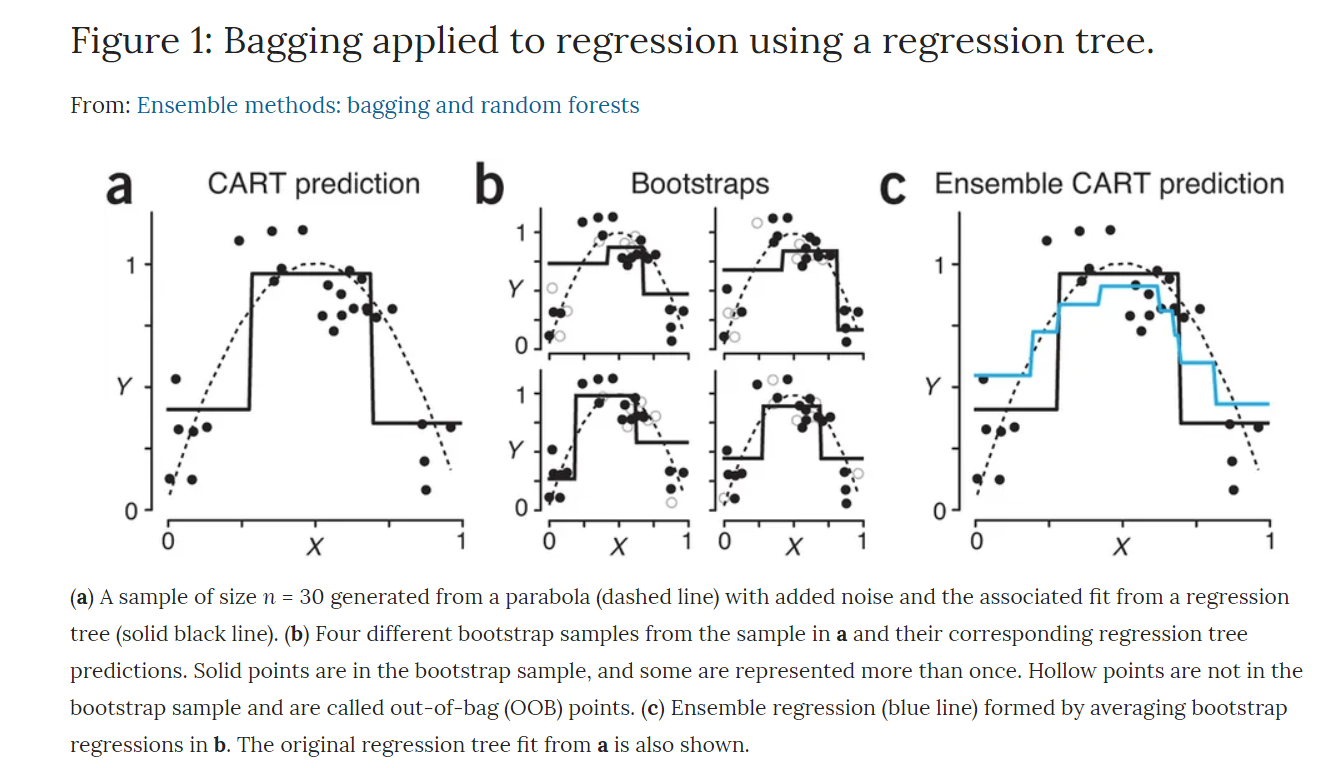 Figure 1: Bagging applied to regression using a regression tree.
From: Ensemble methods: bagging and random forests
a CART prediction
b Bootstraps
c Ensemble CART prediction
1
Y
0
0 X 1
1
Y
0
1
Y
0
0 X 1
0 X 1
1
Y
0
0 X 1
(a) A sample of size n = 30 generated from a parabola (dashed line) with added noise and the associated fit from a regression
tree (solid black line). (b) Four different bootstrap samples from the sample in a and their corresponding regression tree
predictions. Solid points are in the bootstrap sample, and some are represented more than once. Hollow points are not in the
bootstrap sample and are called out-of-bag (OOB) points. (c) Ensemble regression (blue line) formed by averaging bootstrap
regressions in b. The original regression tree fit from a is also shown.